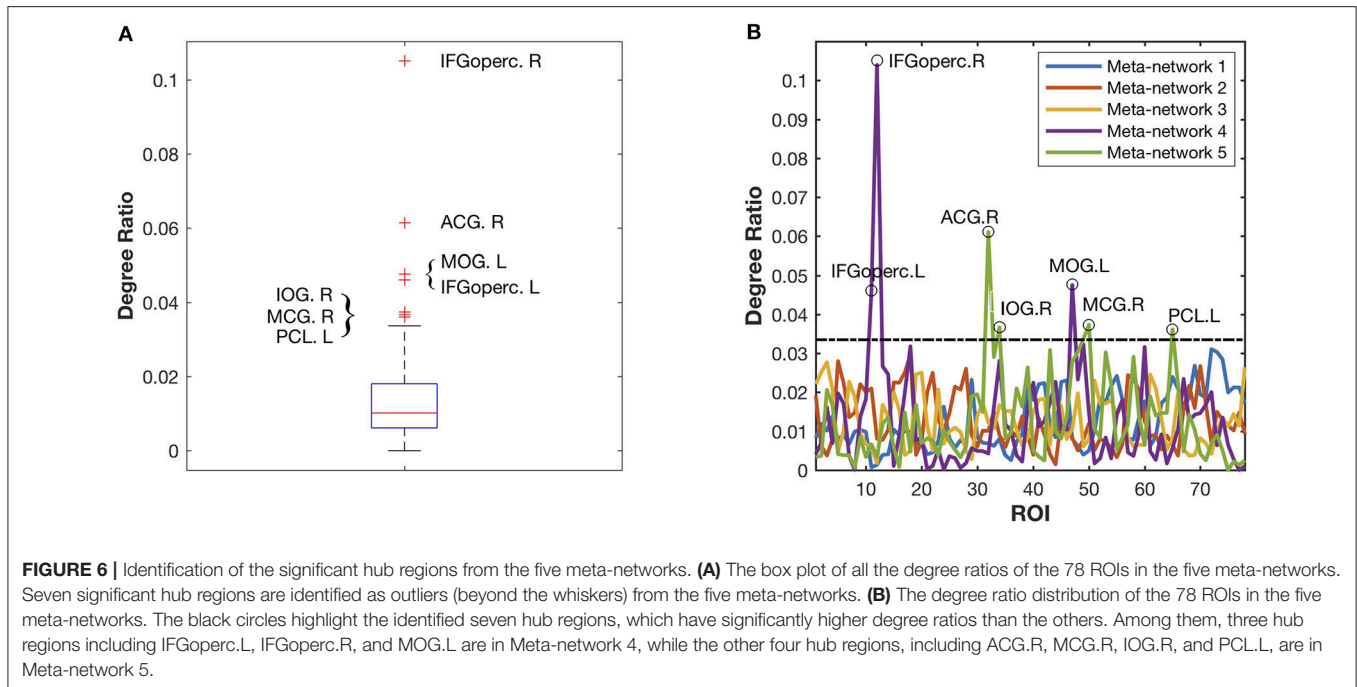 A
Degree Ratio
0.1
0.08
0.06
0.04
0.02
0
IFGoperc. R
ACG. R
MOG. L
IFGoperc. L
IOG. R
MCG. R
PCL. L
B
Degree Ratio
0.1
0.09
0.08
0.07
0.06
0.05
0.04
0.03
0.02
0.01
0
IFGoperc.R
Meta-network 1
Meta-network 2
Meta-network 3
Meta-network 4
Meta-network 5
ACG.R
IFGoperc.L
MOG.L
IOG.R
MCG.R
PCL.L
10 20 30 40 50 60 70
ROI
FIGURE 6 | Identification of the significant hub regions from the five meta-networks. (A) The box plot of all the degree ratios of the 78 ROIs in the five meta-networks.
Seven significant hub regions are identified as outliers (beyond the whiskers) from the five meta-networks. (B) The degree ratio distribution of the 78 ROIs in the five
meta-networks. The black circles highlight the identified seven hub regions, which have significantly higher degree ratios than the others. Among them, three hub
regions including IFGoperc.L, IFGoperc.R, and MOG.L are in Meta-network 4, while the other four hub regions, including ACG.R, MCG.R, IOG.R, and PCL.L, are in
Meta-network 5.